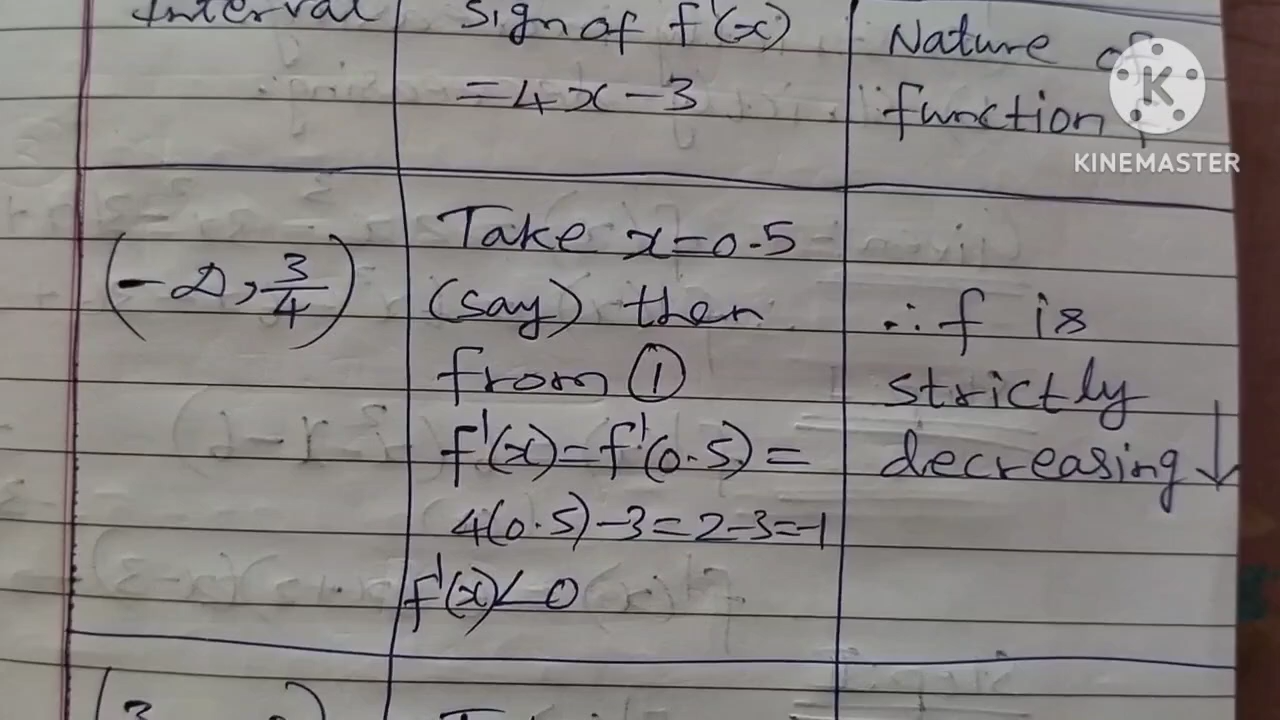 Interval
Sign of f'(x)
=4x-3
Nature of
function
KINEMASTER
(-∞, 3/4)
Take x=0.5
(say) then
from ①
f'(x)=f'(0.5)=
4(0.5)-3=2-3=-1
f'(x)<0
∴ f is
strictly
decreasing ↓